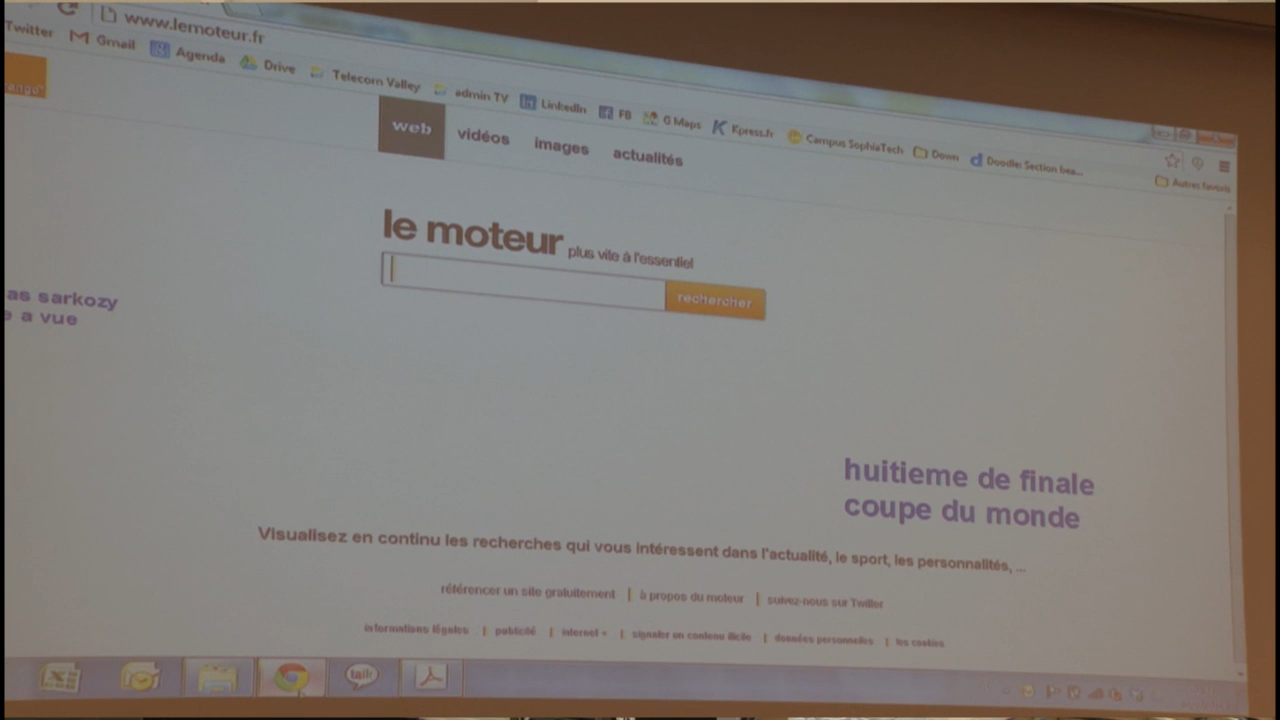 www.lemoteur.fr
Twitter Gmail Agenda Drive Telecom Valley admin TV LinkedIn FB G Maps Kpress.fr Campus SophiaTech Down Doodle: Section bea...
Autres favoris
web vidéos images actualités
le moteur plus vite à l'essentiel
rechercher
as sarkozy
e a vue
huitieme de finale
coupe du monde
Visualisez en continu les recherches qui vous intéressent dans l'actualité, le sport, les personnalités, ...
référencer un site gratuitement | à propos du moteur | suivez-nous sur Twitter
informations légales | publicité | internet + | signaler un contenu illicite | données personnelles | les cookies
talk